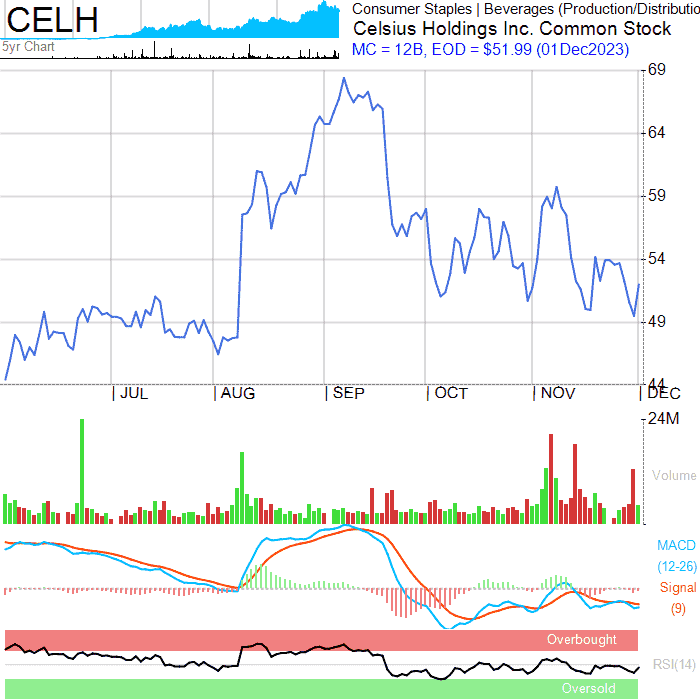 CELH
5yr Chart
Consumer Staples | Beverages (Production/Distributio
Celsius Holdings Inc. Common Stock
MC = 12B, EOD = $51.99 (01Dec2023)
69
64
59
54
49
44
JUL
AUG
SEP
OCT
NOV
DEC
24M
Volume
MACD
(12-26)
Signal
(9)
Overbought
RSI(14)
Oversold